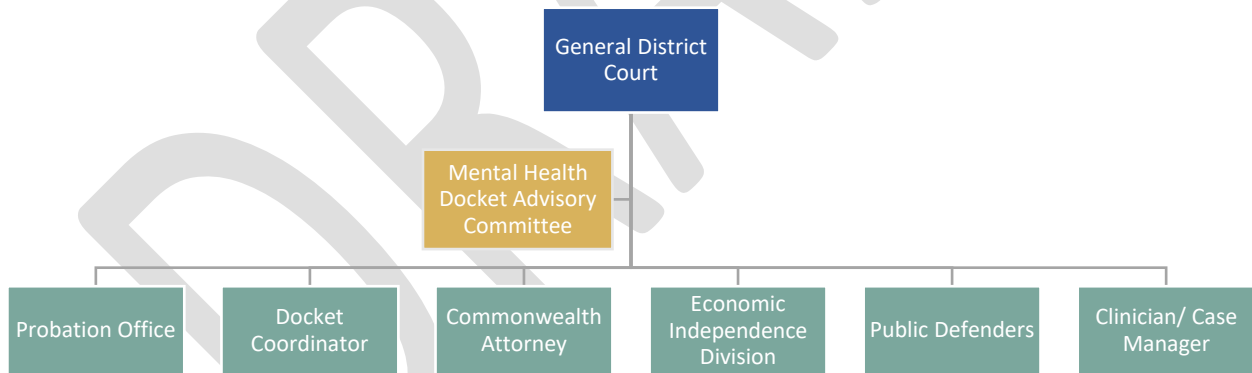 General District
Court
Mental Health
Docket Advisory
Committee
Probation Office
Docket
Coordinator
Commonwealth
Attorney
Economic
Independence
Division
Public Defenders
Clinician/ Case
Manager